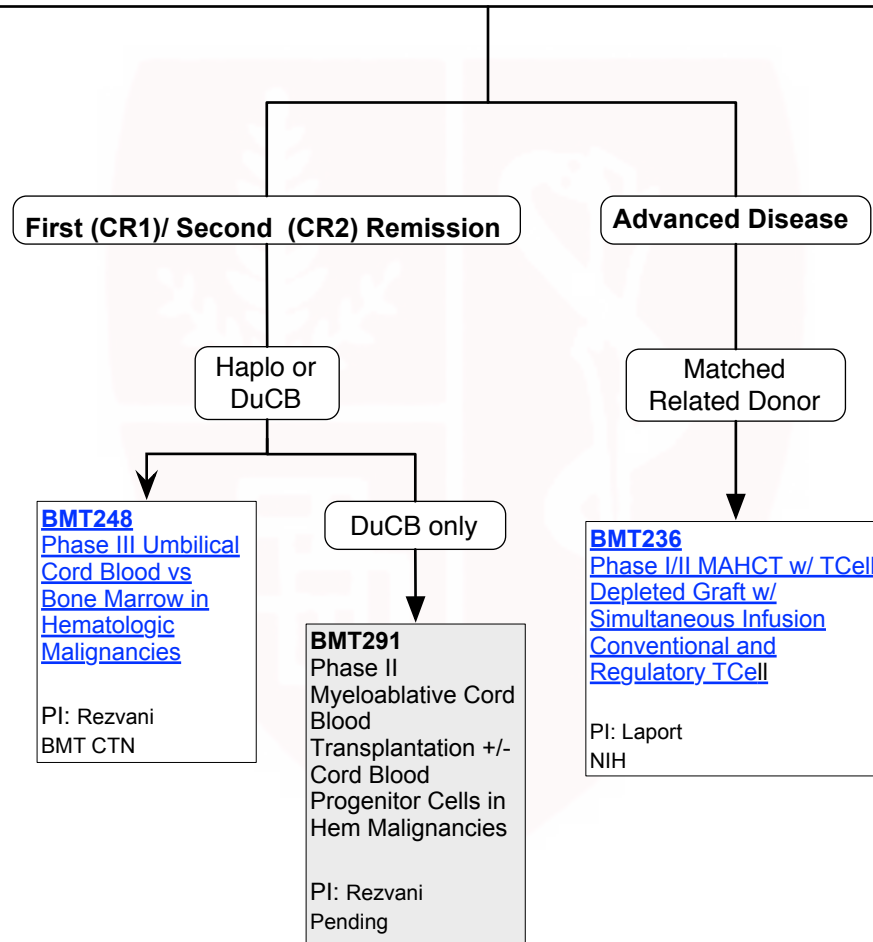 First (CR1)/ Second  (CR2) Remission
Advanced Disease
Haplo or
DuCB
Matched
Related Donor
BMT248
Phase III Umbilical
Cord Blood vs
Bone Marrow in
Hematologic
Malignancies
PI: Rezvani
BMT CTN
DuCB only
BMT291
Phase II
Myeloablative Cord
Blood
Transplantation +/-
Cord Blood
Progenitor Cells in
Hem Malignancies
PI: Rezvani
Pending
BMT236
Phase I/II MAHCT w/ TCell
Depleted Graft w/
Simultaneous Infusion
Conventional and
Regulatory TCell
PI: Laport
NIH